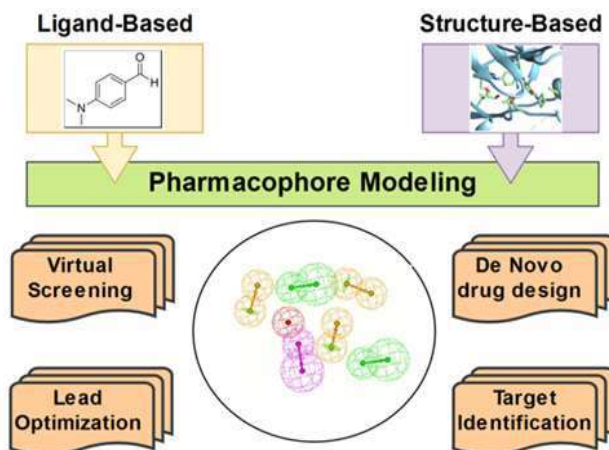 Ligand-Based
Structure-Based
O
H
N
Pharmacophore Modeling
Virtual
Screening
De Novo
drug design
Lead
Optimization
Target
Identification